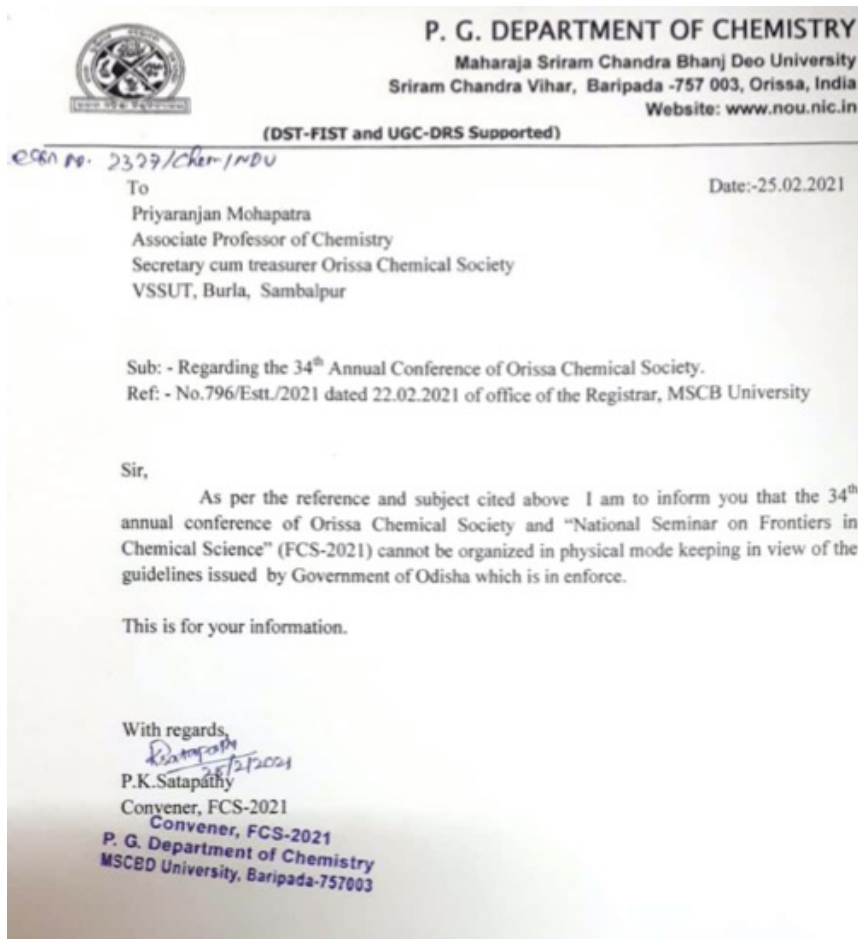 P. G. DEPARTMENT OF CHEMISTRY
Maharaja Sriram Chandra Bhanj Deo University
Sriram Chandra Vihar, Baripada -757 003, Orissa, India
Website: www.nou.nic.in
(DST-FIST and UGC-DRS Supported)
No. 2327/Chem/NOU
To
Date:-25.02.2021
Priyaranjan Mohapatra
Associate Professor of Chemistry
Secretary cum treasurer Orissa Chemical Society
VSSUT, Burla, Sambalpur
Sub: - Regarding the 34th Annual Conference of Orissa Chemical Society.
Ref: - No.796/Estt./2021 dated 22.02.2021 of office of the Registrar, MSCB University
Sir,
As per the reference and subject cited above I am to inform you that the 34th
annual conference of Orissa Chemical Society and “National Seminar on Frontiers in
Chemical Science” (FCS-2021) cannot be organized in physical mode keeping in view of the
guidelines issued by Government of Odisha which is in enforce.
This is for your information.
With regards,
25/2/2021
P.K.Satapathy
Convener, FCS-2021
Convener, FCS-2021
P. G. Department of Chemistry
MSCBD University, Baripada-757003